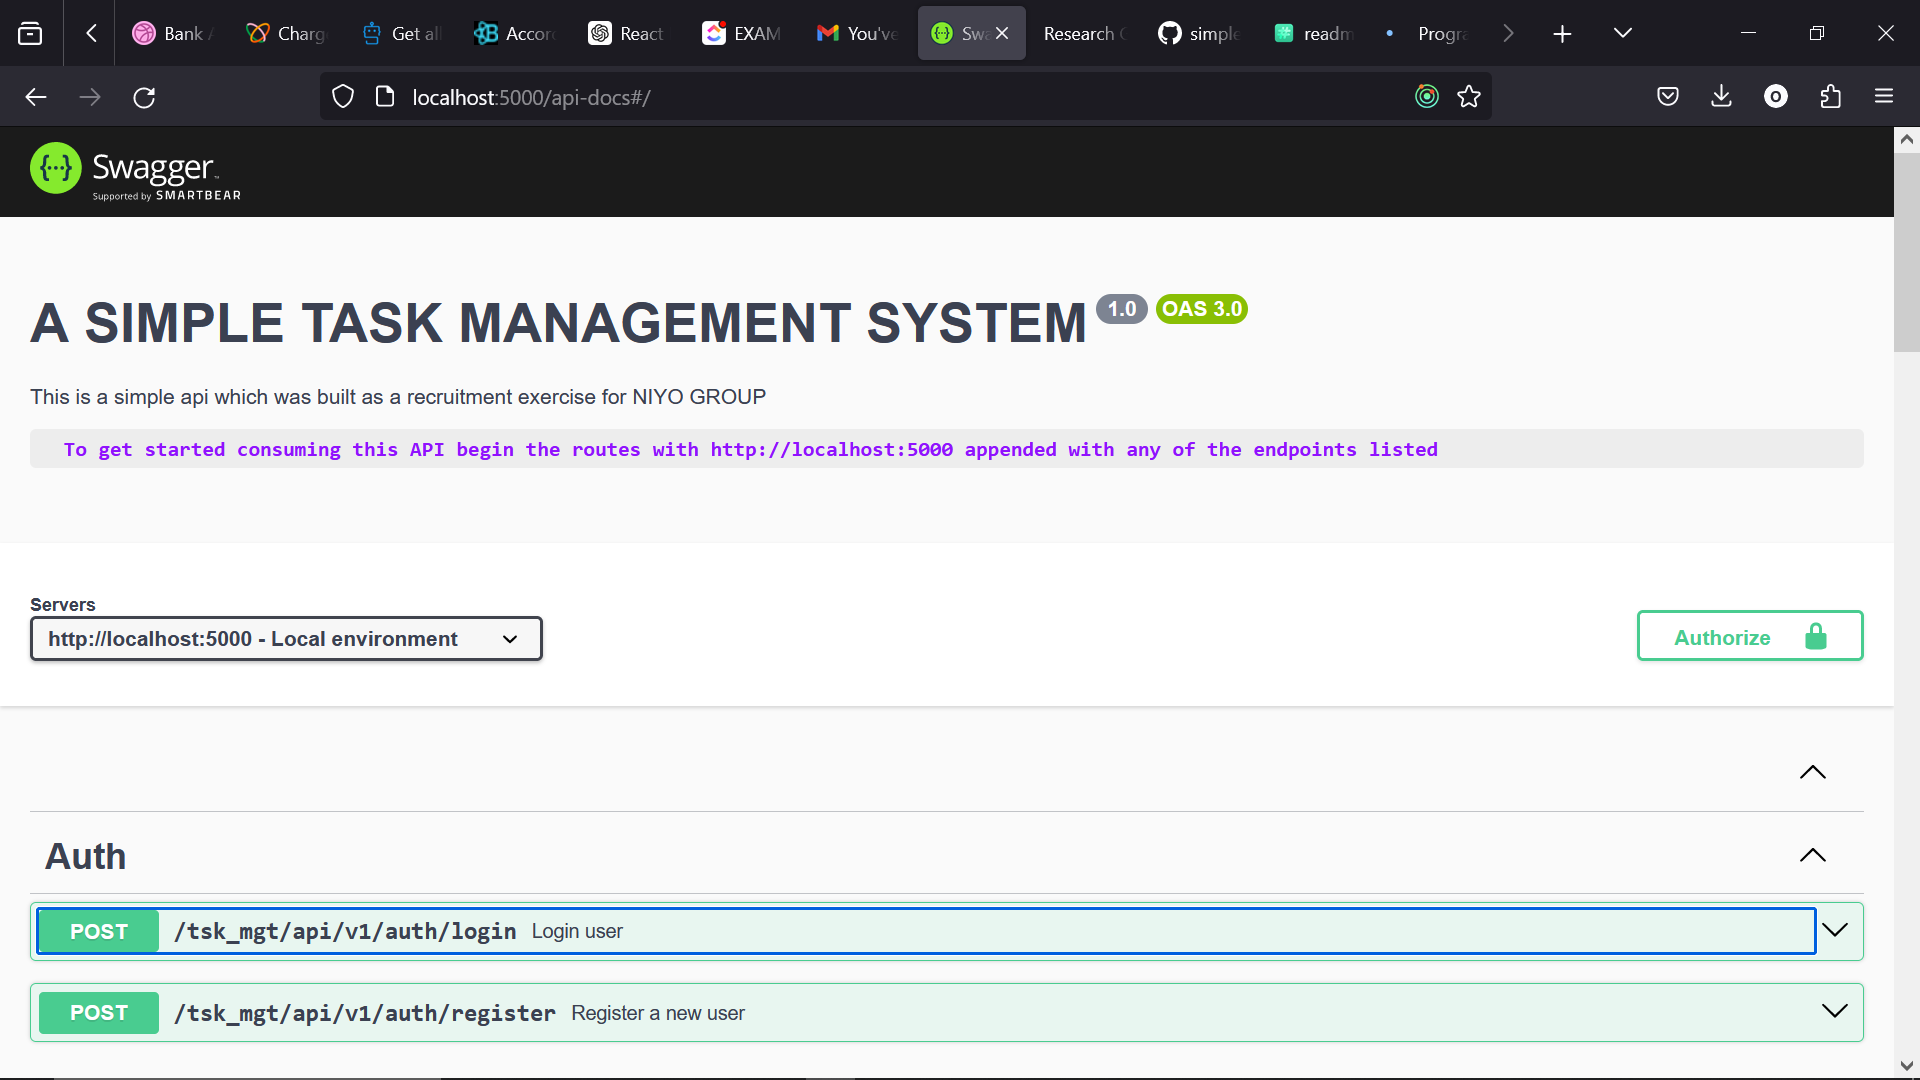 Bank
Charg
Get all
Accor
React
EXAM
You've
Swa
Research
simple
readm
Progra
localhost:5000/api-docs#/
Swagger
Supported by SMARTBEAR
A SIMPLE TASK MANAGEMENT SYSTEM 1.0 OAS 3.0
This is a simple api which was built as a recruitment exercise for NIYO GROUP
To get started consuming this API begin the routes with http://localhost:5000 appended with any of the endpoints listed
Servers
http://localhost:5000 - Local environment
Authorize
Auth
POST /tsk_mgt/api/v1/auth/login Login user
POST /tsk_mgt/api/v1/auth/register Register a new user